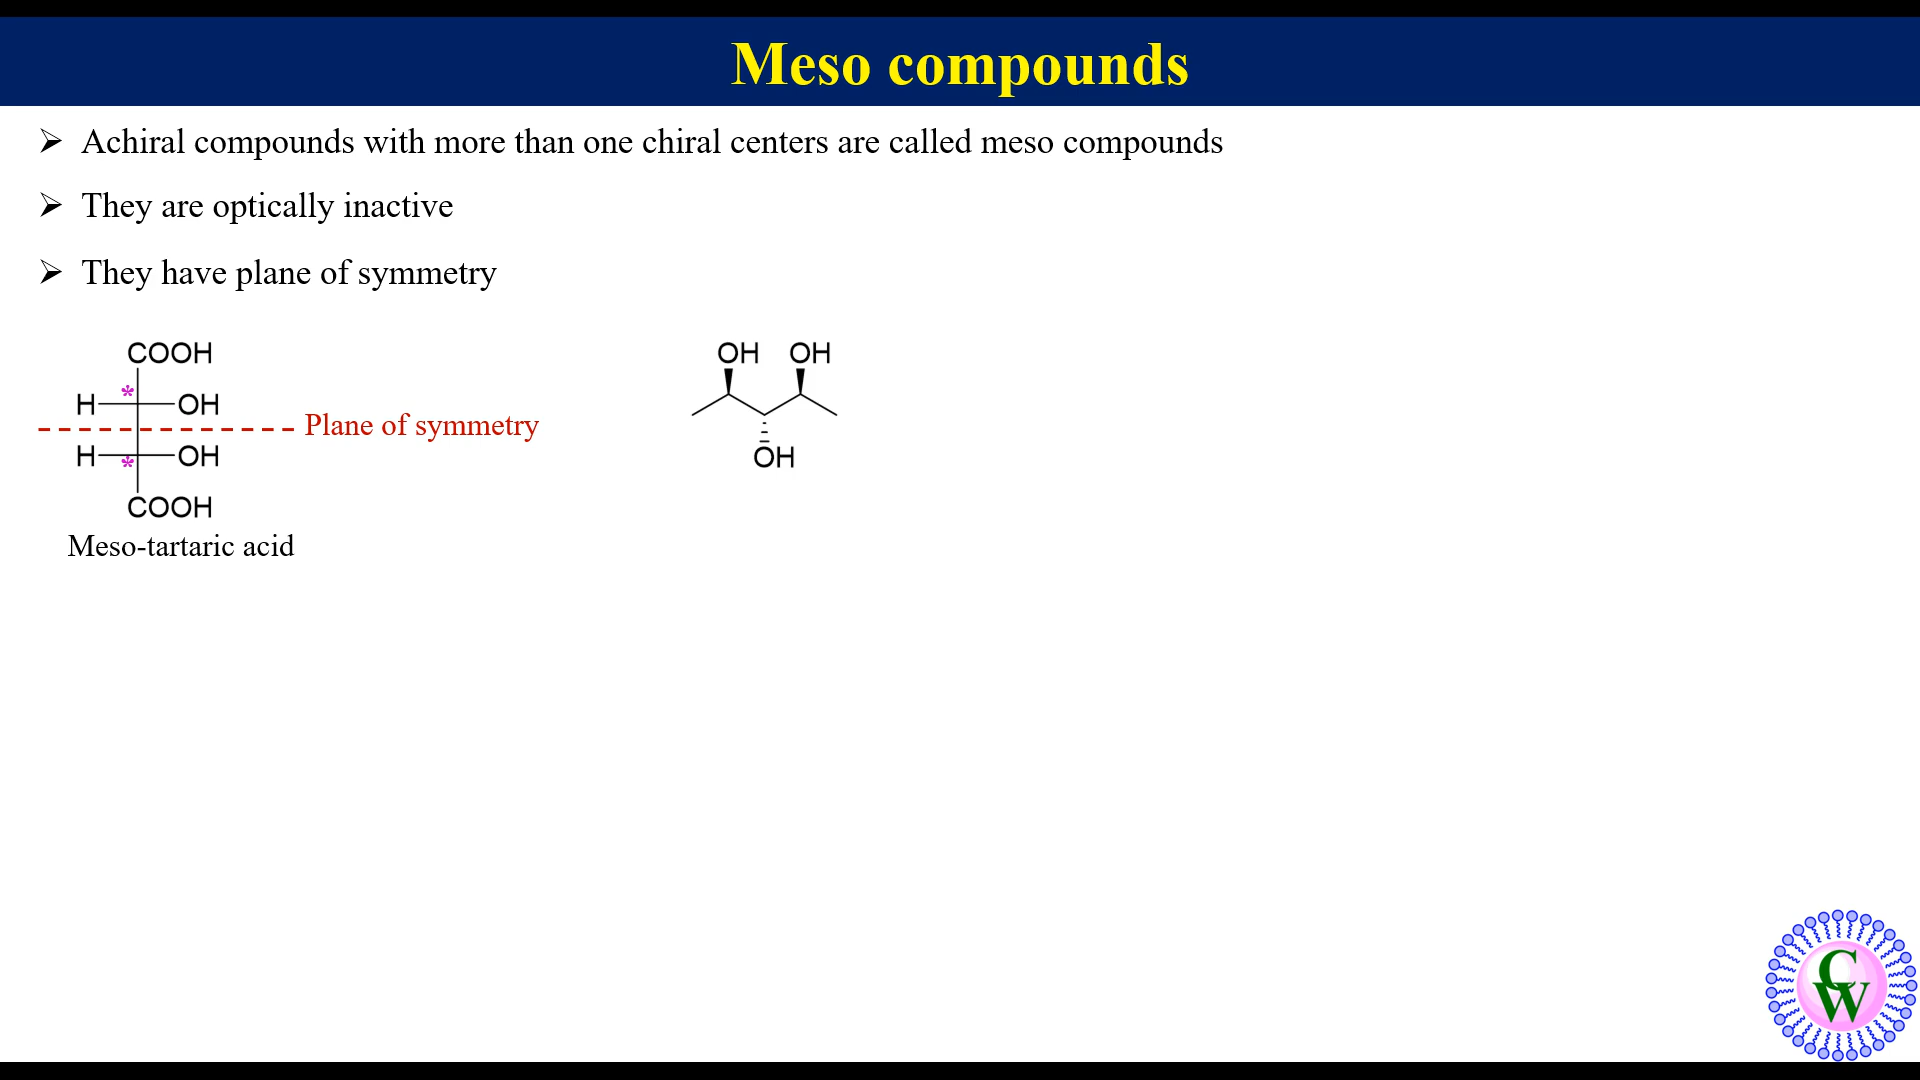 Meso compounds
Achiral compounds with more than one chiral centers are called meso compounds
They are optically inactive
They have plane of symmetry
COOH
*
H OH
Plane of symmetry
H OH
*
COOH
Meso-tartaric acid
OH OH
OH
CW